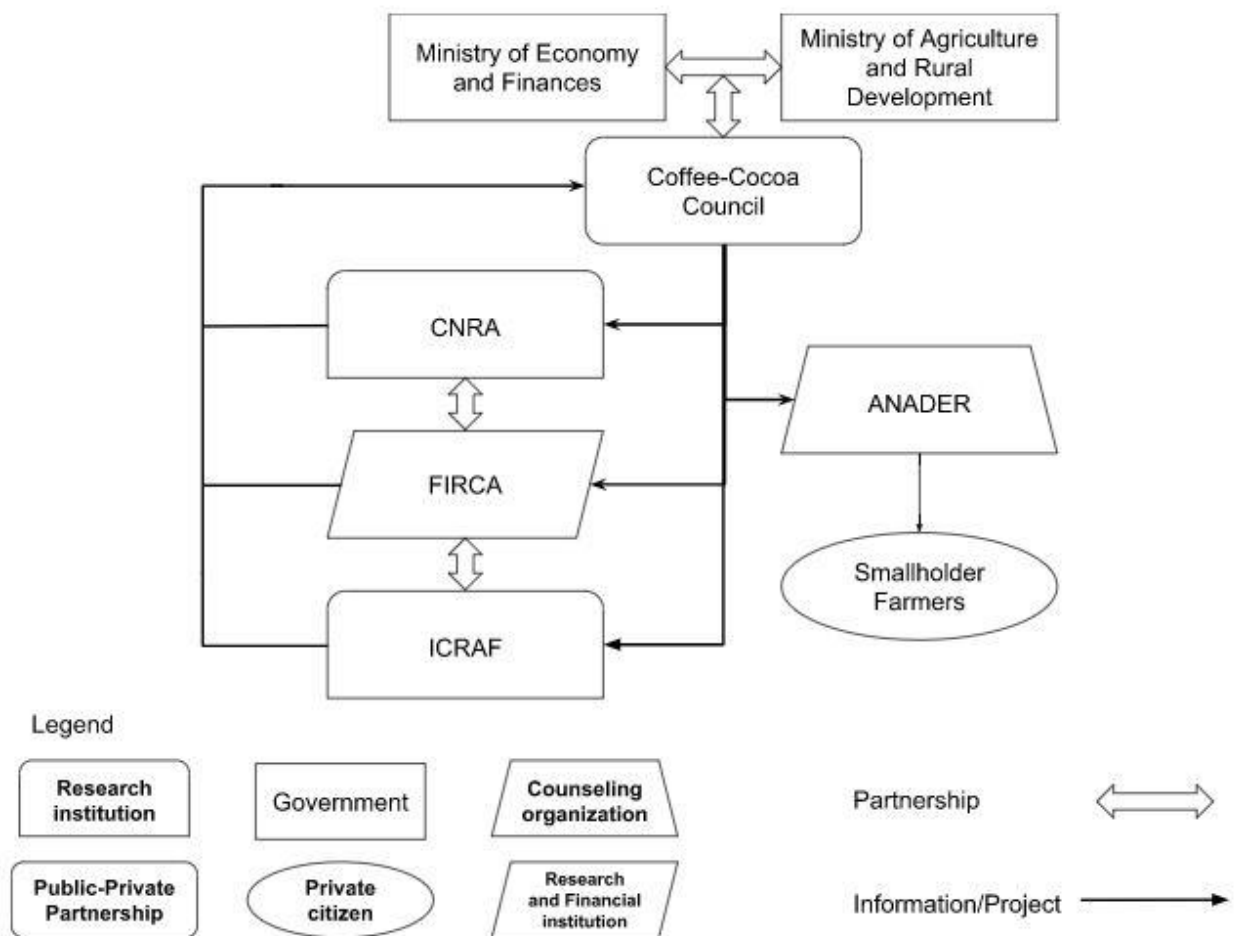 Ministry of Economy
and Finances
Ministry of Agriculture
and Rural
Development
Coffee-Cocoa
Council
CNRA
ANADER
FIRCA
Smallholder
Farmers
ICRAF
Legend
Research
institution
Government
Counseling
organization
Partnership
Public-Private
Partnership
Private
citizen
Research
and Financial
institution
Information/Project